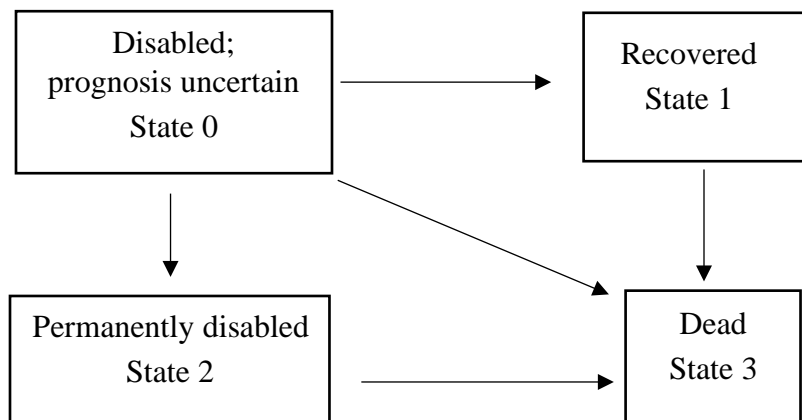 Disabled;
prognosis uncertain
State 0
Recovered
State 1
Permanently disabled
State 2
Dead
State 3